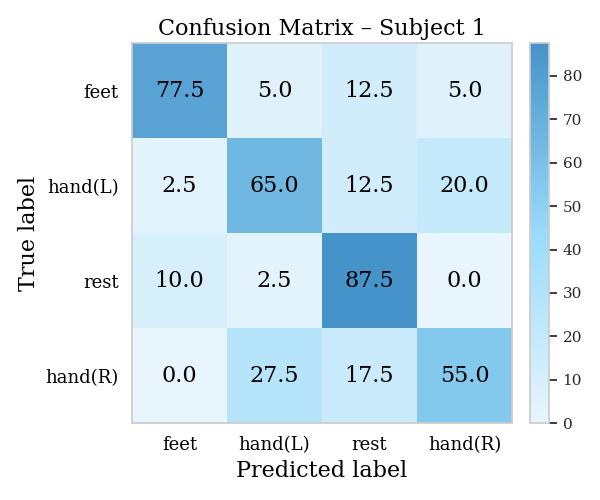 Confusion Matrix – Subject 1
feet 77.5 5.0 12.5 5.0
hand(L) 2.5 65.0 12.5 20.0
rest 10.0 2.5 87.5 0.0
hand(R) 0.0 27.5 17.5 55.0
feet hand(L) rest hand(R)
Predicted label
True label
80
70
60
50
40
30
20
10
0